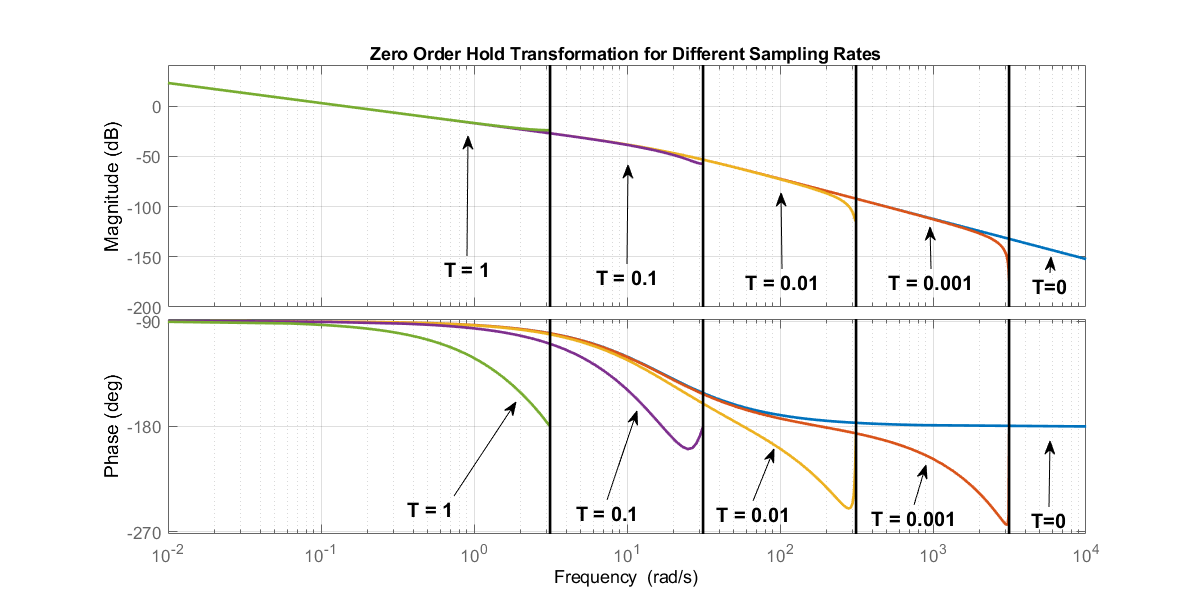 Zero Order Hold Transformation for Different Sampling Rates
Magnitude (dB)
0
-50
-100
-150
-200
T = 1
T = 0.1
T = 0.01
T = 0.001
T=0
Phase (deg)
-90
-180
-270
T = 1
T = 0.1
T = 0.01
T = 0.001
T=0
10^-2 10^-1 10^0 10^1 10^2 10^3 10^4
Frequency (rad/s)